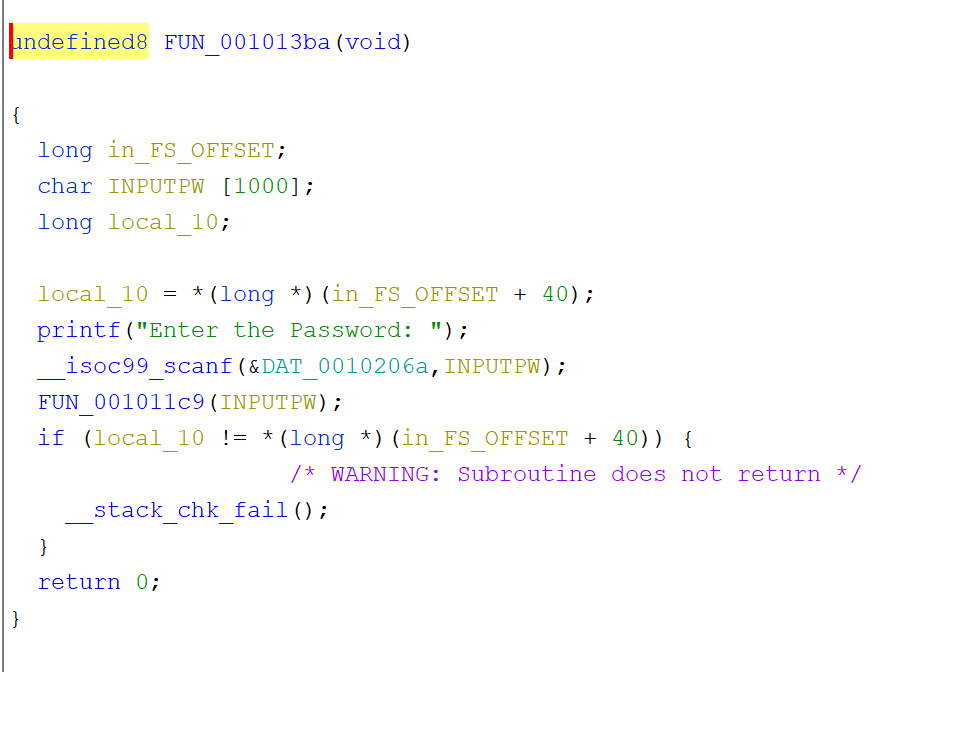 undefined8 FUN_001013ba(void)
{
long in_FS_OFFSET;
char INPUTPW [1000];
long local_10;
local_10 = *(long *)(in_FS_OFFSET + 40);
printf("Enter the Password: ");
__isoc99_scanf(&DAT_0010206a,INPUTPW);
FUN_001011c9(INPUTPW);
if (local_10 != *(long *)(in_FS_OFFSET + 40)) {
/* WARNING: Subroutine does not return */
__stack_chk_fail();
}
return 0;
}